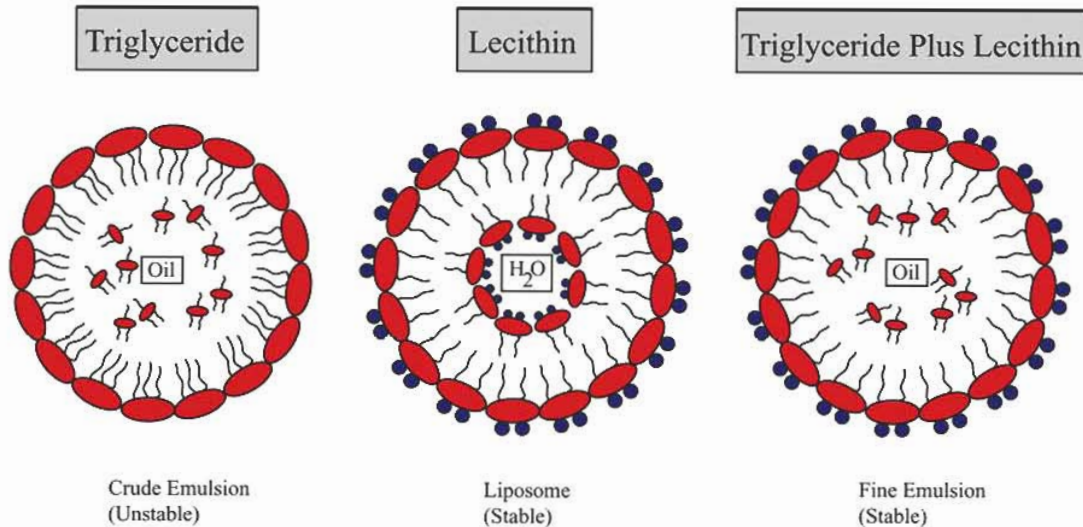 Triglyceride
Lecithin
Triglyceride Plus Lecithin
Oil
H2O
Oil
Crude Emulsion
(Unstable)
Liposome
(Stable)
Fine Emulsion
(Stable)